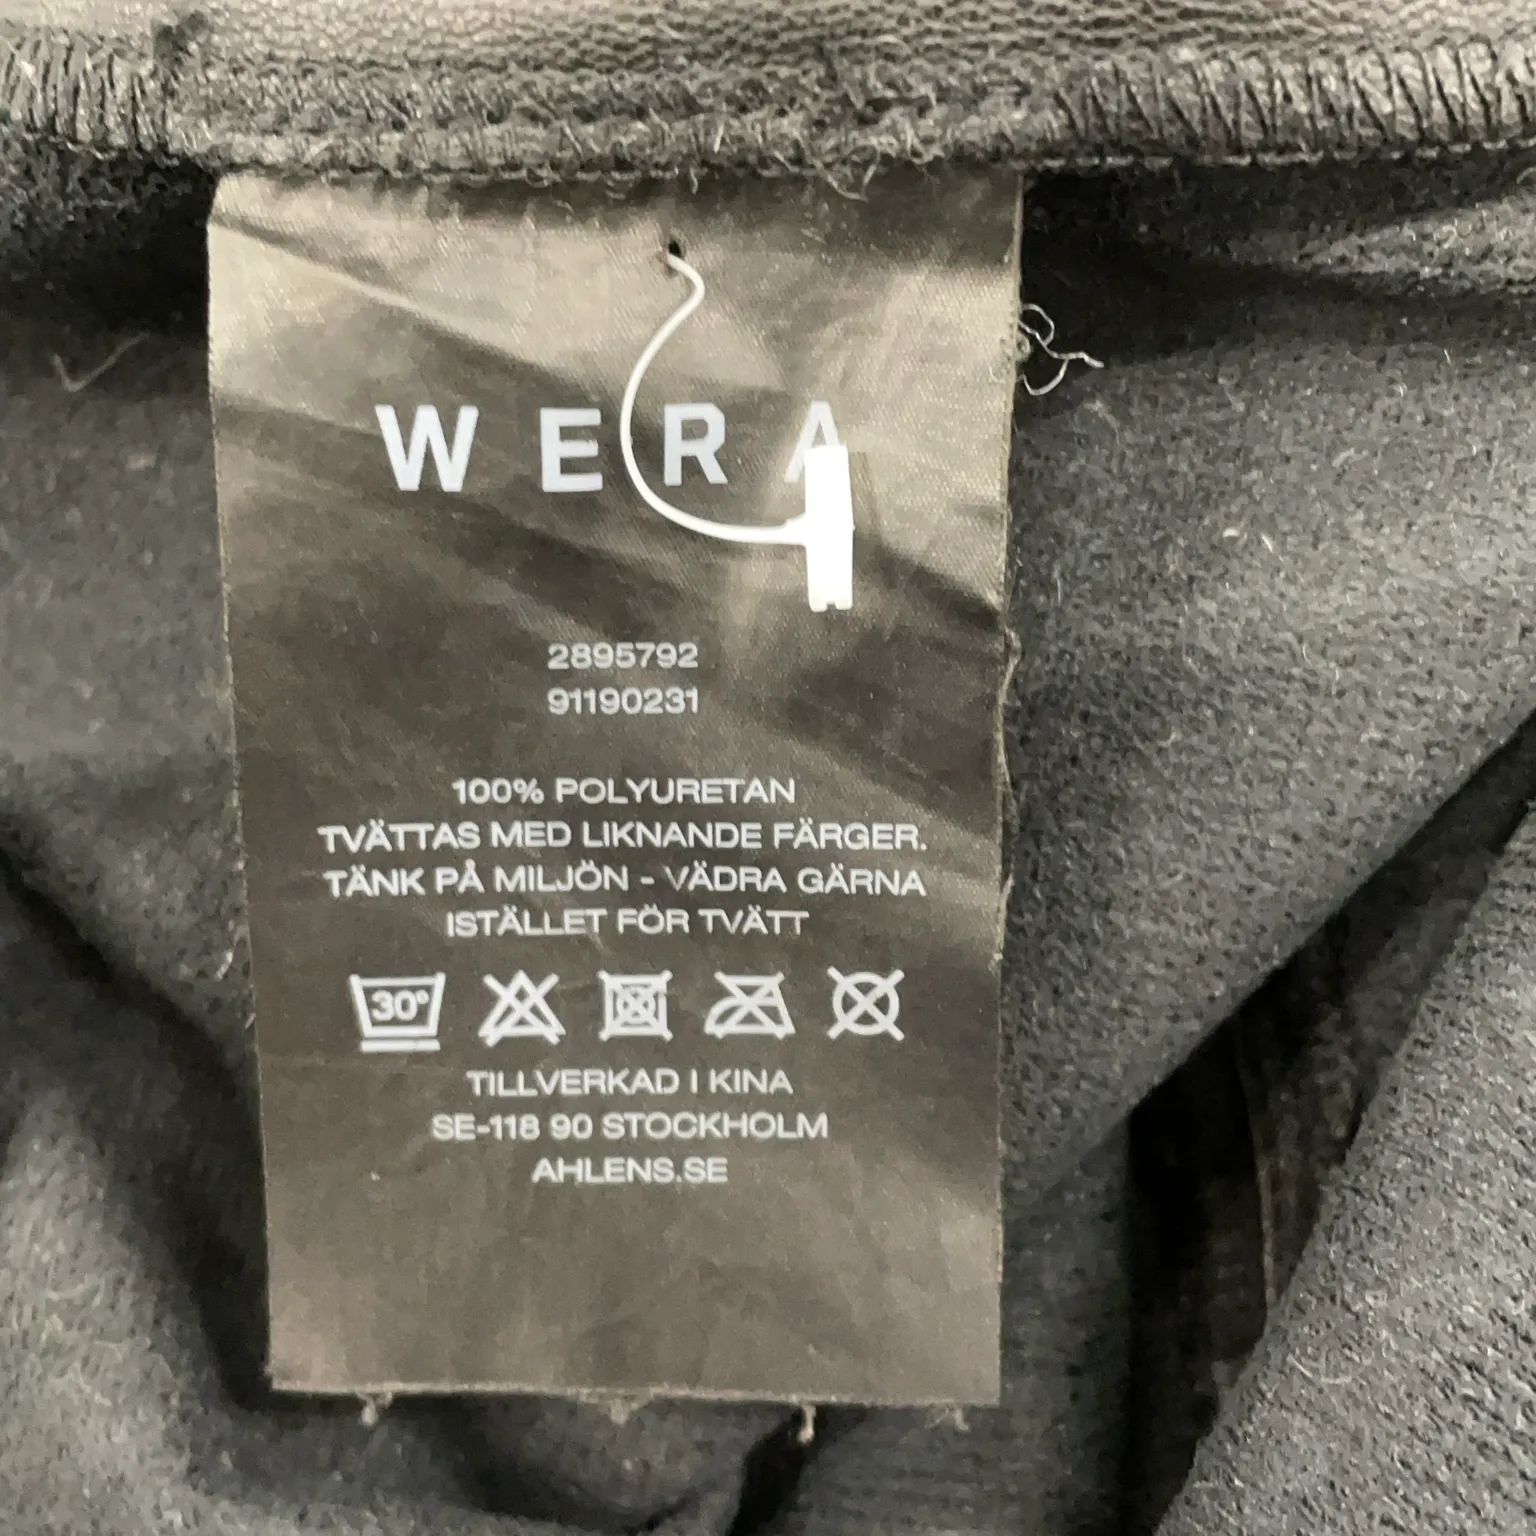 WERA
2895792
91190231
100% POLYURETAN
TVÄTTAS MED LIKNANDE FÄRGER.
TÄNK PÅ MILJÖN - VÄDRA GÄRNA
ISTÄLLET FÖR TVÄTT
30°
TILLVERKAD I KINA
SE-118 90 STOCKHOLM
AHLENS.SE